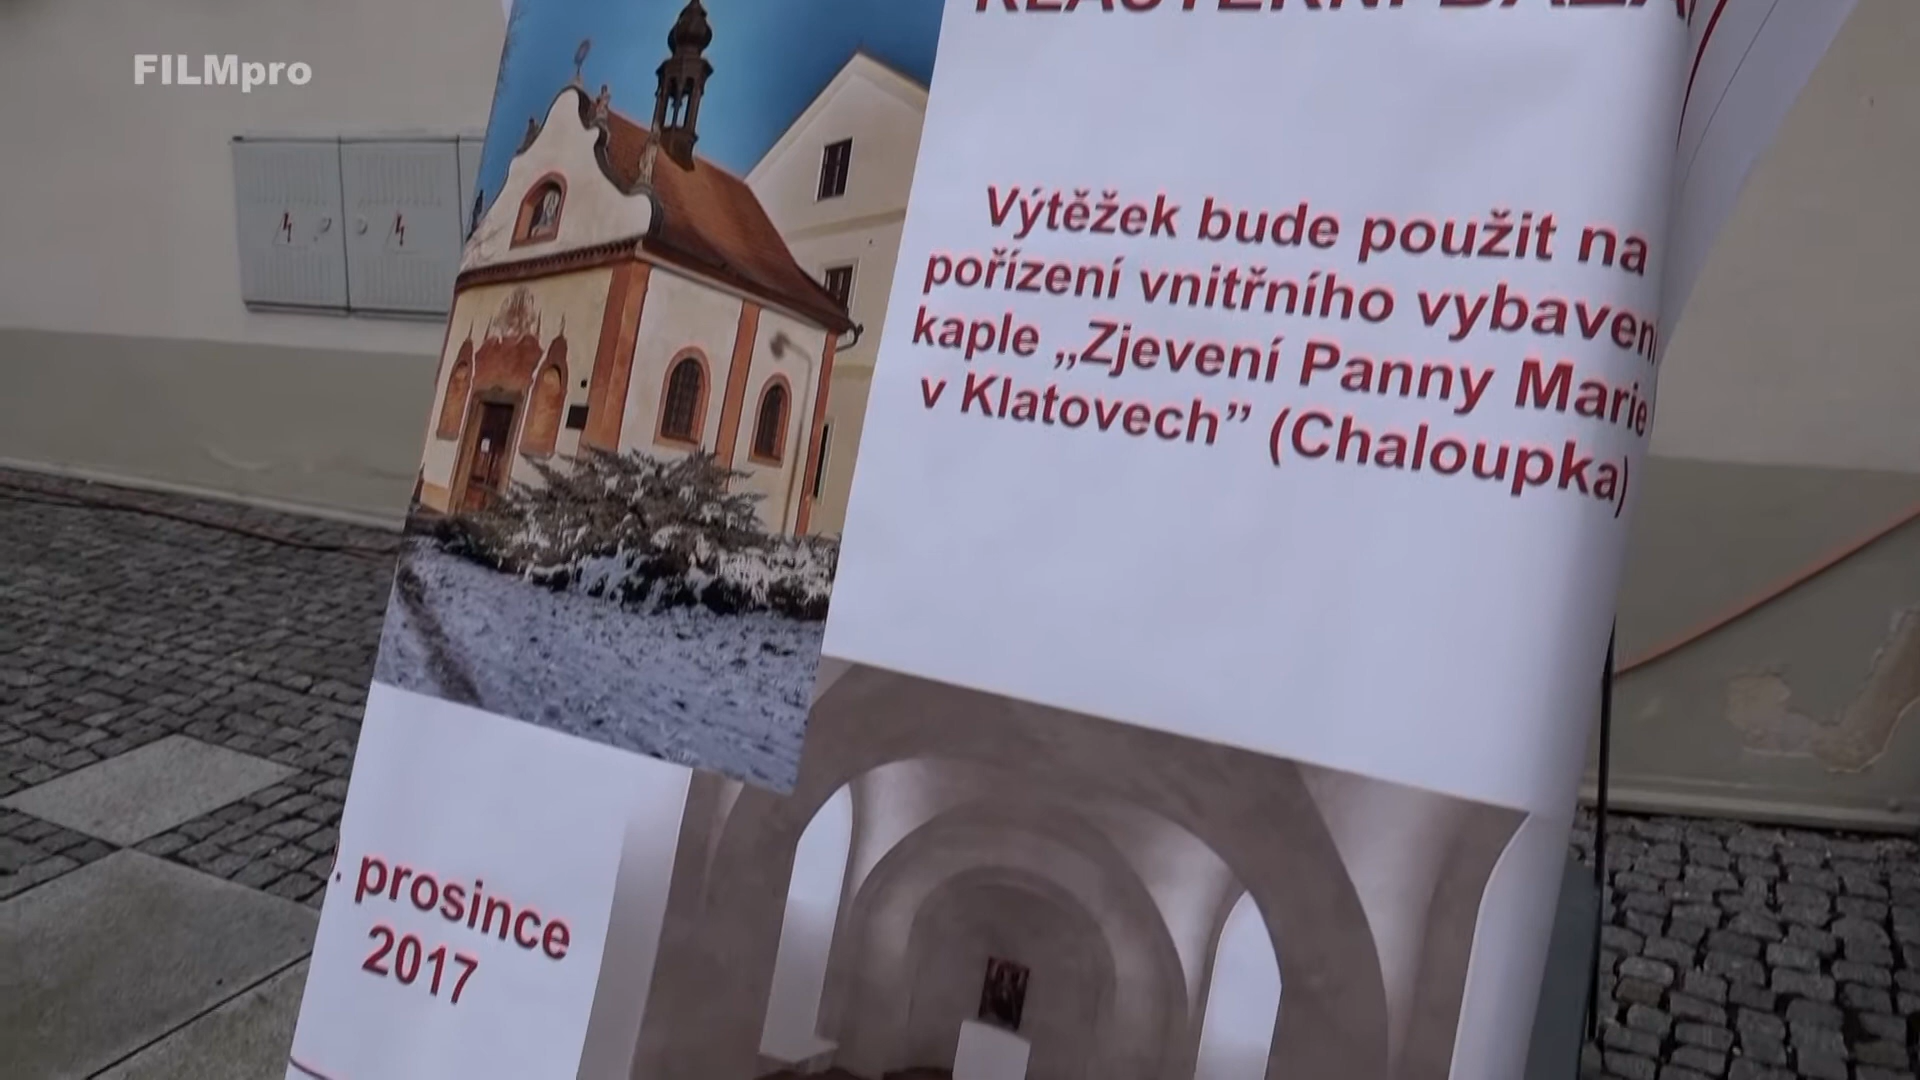 FILMpro
Výtěžek bude použit na
pořízení vnitřního vybavení
kaple „Zjevení Panny Marie
v Klatovech” (Chaloupka)
. prosince
2017